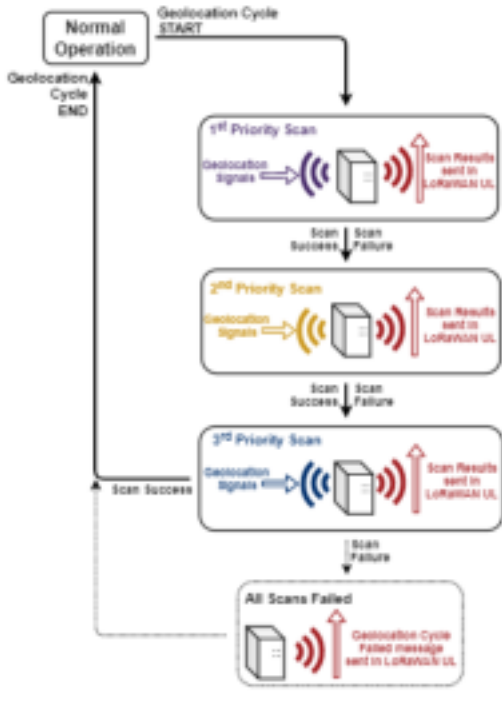 Normal
Operation
Geolocation Cycle
START
Geolocation
Cycle
END
1st Priority Scan
Geolocation
Signals
Scan Results
sent in
LoRaWAN UL
Scan
Success
Scan
Failure
2nd Priority Scan
Geolocation
Signals
Scan Results
sent in
LoRaWAN UL
Scan
Success
Scan
Failure
3rd Priority Scan
Geolocation
Signals
Scan Results
sent in
LoRaWAN UL
Scan Success
Scan
Failure
All Scans Failed
Geolocation Cycle
Failed message
sent in LoRaWAN UL